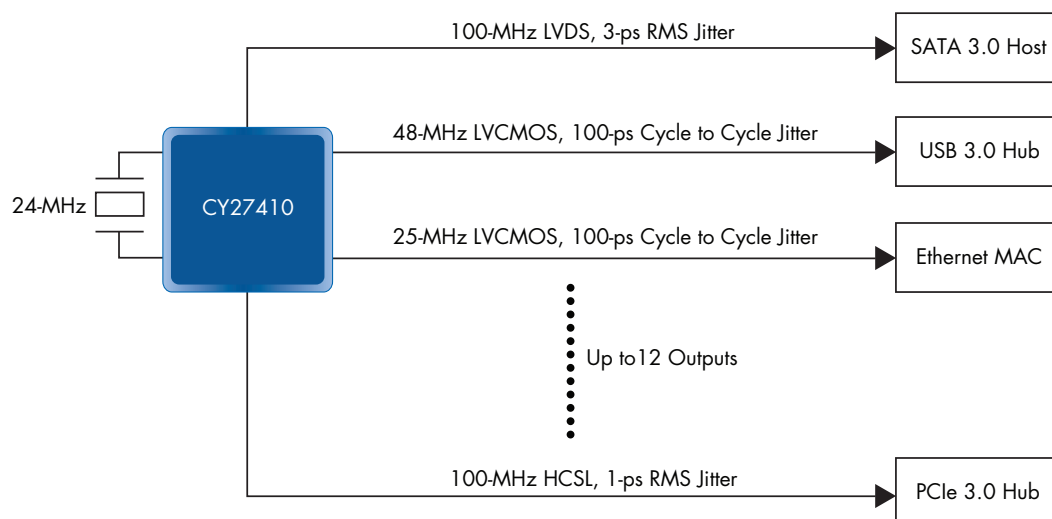 100-MHz LVDS, 3-ps RMS Jitter
SATA 3.0 Host
48-MHz LVCMOS, 100-ps Cycle to Cycle Jitter
USB 3.0 Hub
24-MHz
CY27410
25-MHz LVCMOS, 100-ps Cycle to Cycle Jitter
Ethernet MAC
Up to12 Outputs
100-MHz HCSL, 1-ps RMS Jitter
PCIe 3.0 Hub